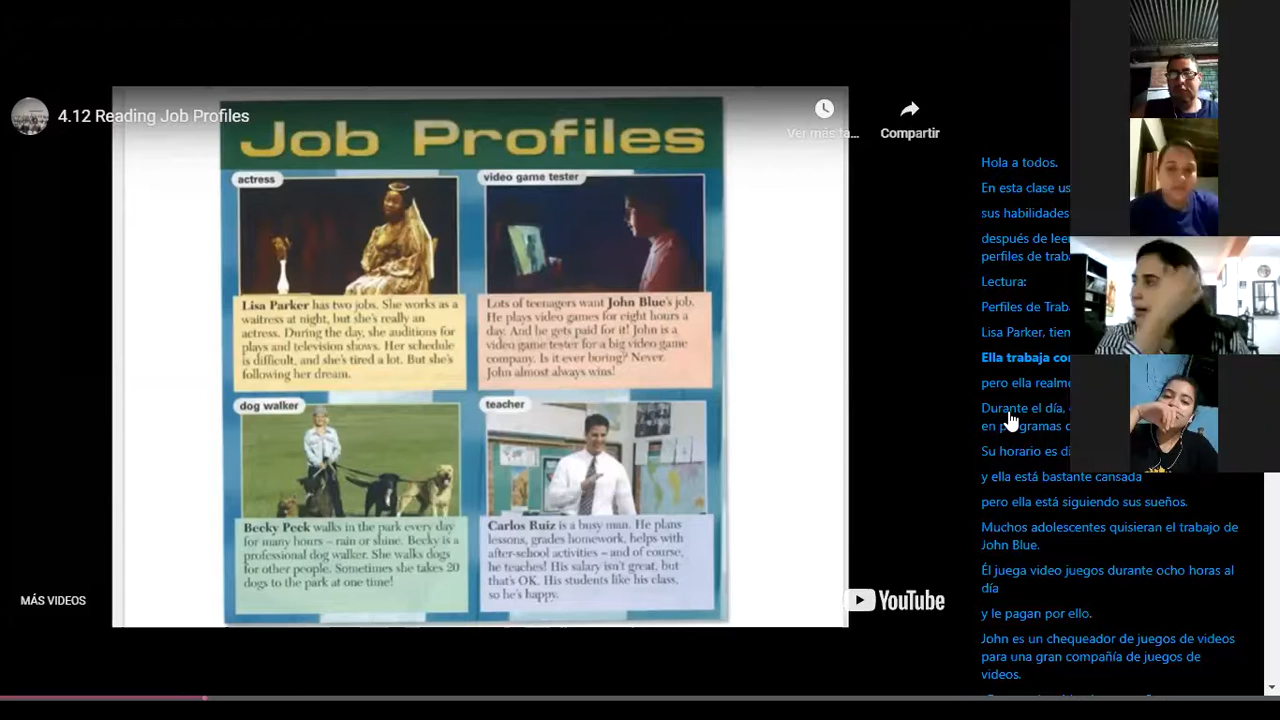 4.12 Reading Job Profiles
Ver más ta...
Compartir
Job Profiles
actress
Lisa Parker has two jobs. She works as a
waitress at night, but she's really an
actress. During the day, she auditions for
plays and television shows. Her schedule
is difficult, and she's tired a lot. But she's
following her dream.
video game tester
Lots of teenagers want John Blue's job.
He plays video games for eight hours a
day. And he gets paid for it! John is a
video game tester for a big video game
company. Is it ever boring? Never.
John almost always wins!
dog walker
Becky Peck walks in the park every day
for many hours – rain or shine. Becky is a
professional dog walker. She walks dogs
for other people. Sometimes she takes 20
dogs to the park at one time!
teacher
Carlos Ruiz is a busy man. He plans
lessons, grades homework, helps with
after-school activities – and of course,
he teaches! His salary isn't great, but
that's OK. His students like his class,
so he's happy.
MÁS VIDEOS
YouTube
Hola a todos.
En esta clase
sus habilidades
después de
perfiles de
Lectura:
Perfiles de
Lisa Parker,
Ella trabaja
pero ella
Durante el día,
en programas
Su horario es
y ella está bastante cansada
pero ella está siguiendo sus sueños.
Muchos adolescentes quisieran el trabajo de
John Blue.
Él juega video juegos durante ocho horas al
día
y le pagan por ello.
John es un chequeador de juegos de videos
para una gran compañía de juegos de
videos.